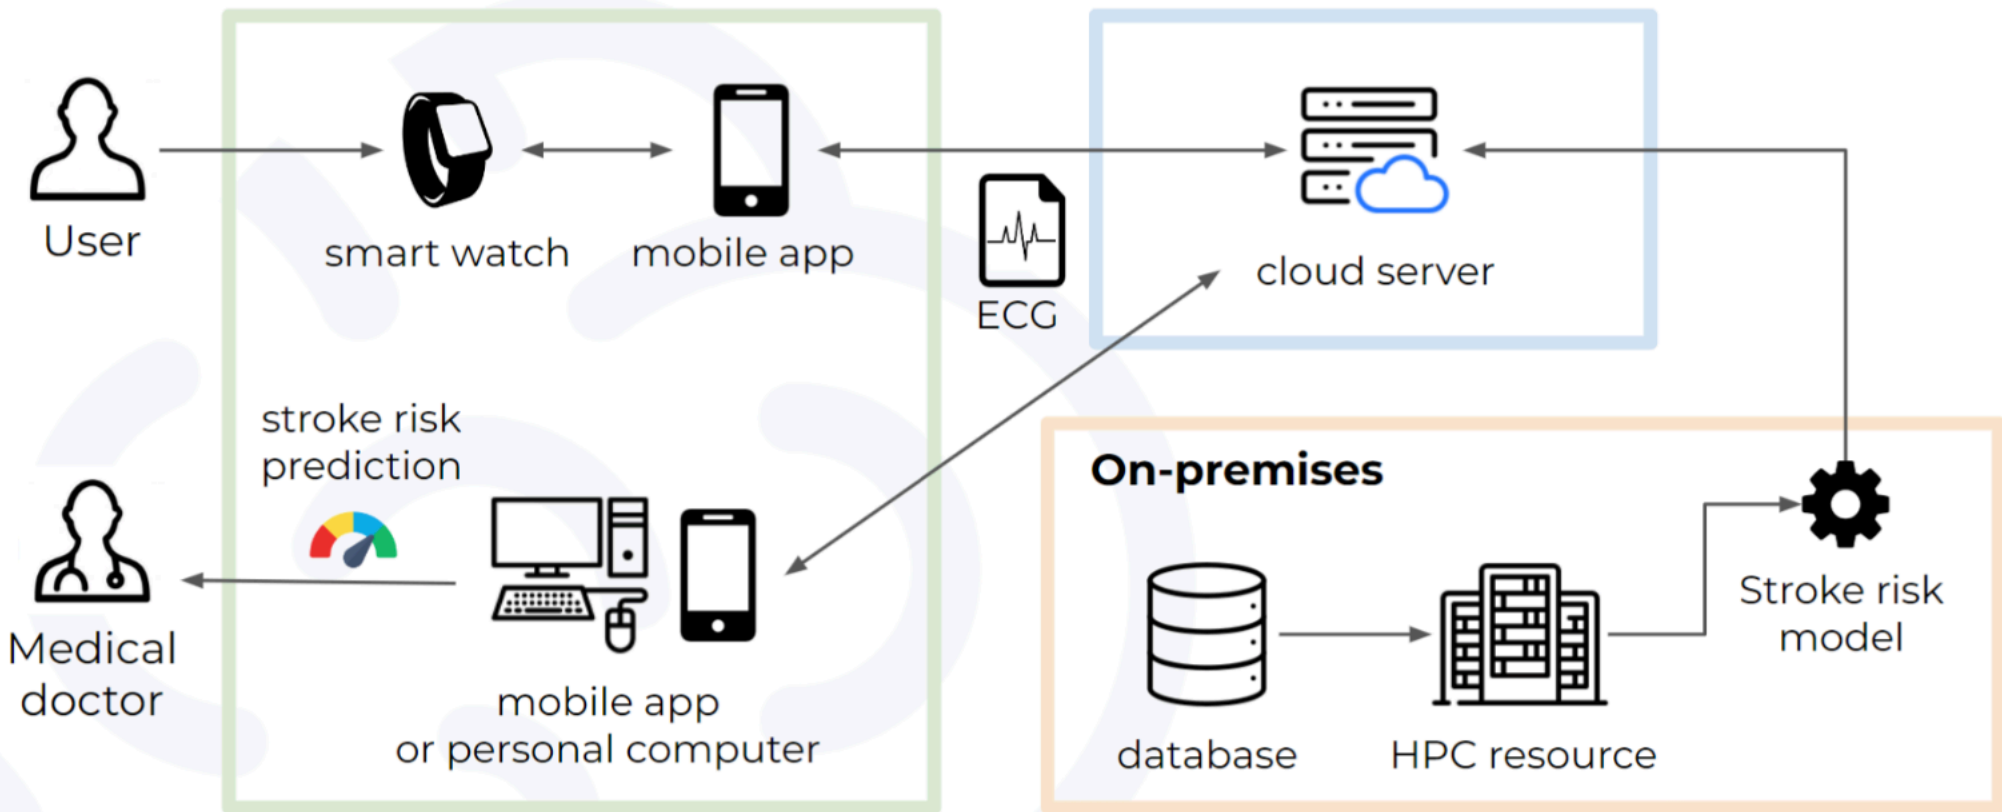 User
smart watch
mobile app
ECG
cloud server
stroke risk
prediction
Medical
doctor
mobile app
or personal computer
On-premises
database
HPC resource
Stroke risk
model